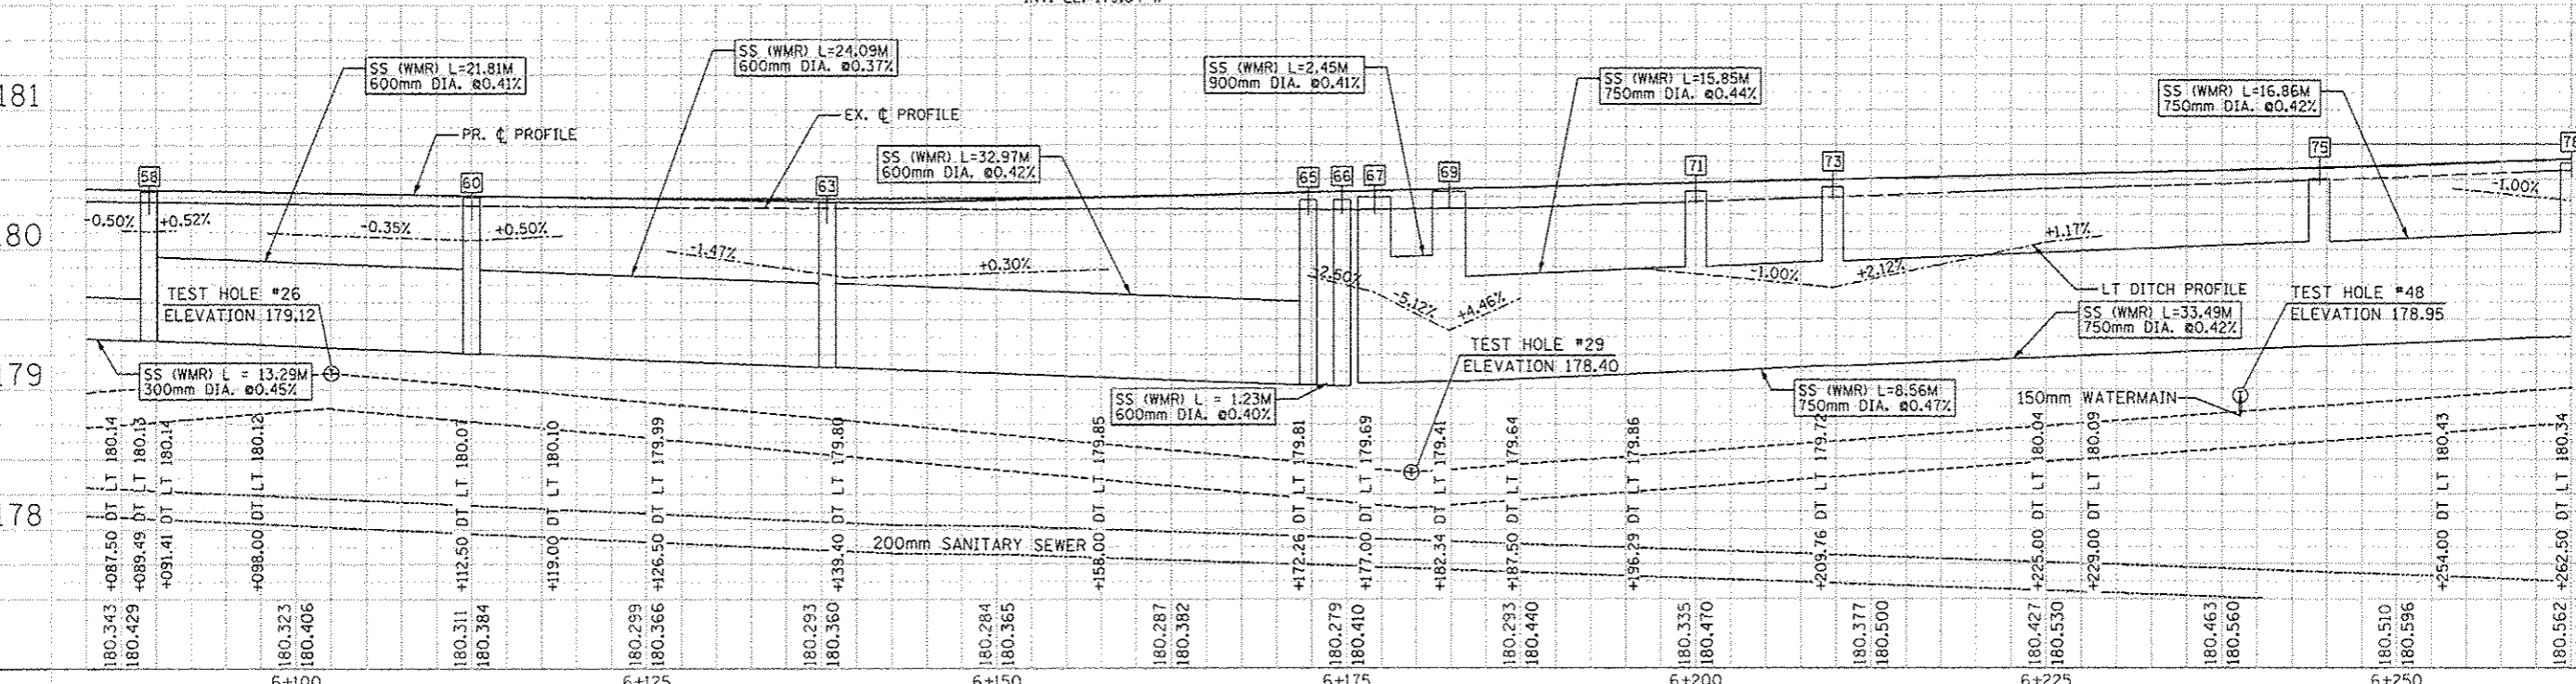 181
180
179
178
SS (WMR) L=21.81M
600mm DIA. @0.41%
SS (WMR) L=24.09M
600mm DIA. @0.37%
SS (WMR) L=2.45M
900mm DIA. @0.41%
SS (WMR) L=15.85M
750mm DIA. @0.44%
SS (WMR) L=16.86M
750mm DIA. @0.42%
PR. ℄ PROFILE
EX. ℄ PROFILE
SS (WMR) L=32.97M
600mm DIA. @0.42%
58
60
63
65
66
67
69
71
73
75
78
-0.50%
+0.52%
-0.35%
+0.50%
-1.47%
+0.30%
-2.50%
-5.12%
+4.46%
-1.00%
+2.12%
+1.17%
-1.00%
TEST HOLE #26
ELEVATION 179.12
TEST HOLE #29
ELEVATION 178.40
LT DITCH PROFILE
TEST HOLE #48
ELEVATION 178.95
SS (WMR) L=33.49M
750mm DIA. @0.42%
SS (WMR) L = 13.29M
300mm DIA. @0.45%
SS (WMR) L = 1.23M
600mm DIA. @0.40%
SS (WMR) L=8.56M
750mm DIA. @0.47%
150mm WATERMAIN
200mm SANITARY SEWER
+087.50 DT LT 180.14
+089.49 DT LT 180.13
+091.41 DT LT 180.14
+098.00 DT LT 180.12
+112.50 DT LT 180.07
+119.00 DT LT 180.10
+126.50 DT LT 179.99
+139.40 DT LT 179.80
+158.00 DT LT 179.85
+172.26 DT LT 179.81
+177.00 DT LT 179.69
+182.34 DT LT 179.41
+187.50 DT LT 179.64
+196.29 DT LT 179.86
+209.76 DT LT 179.72
+225.00 DT LT 180.04
+229.00 DT LT 180.09
+254.00 DT LT 180.43
+262.50 DT LT 180.34
180.343
180.429
180.323
180.406
180.311
180.384
180.299
180.366
180.293
180.360
180.284
180.365
180.287
180.382
180.279
180.410
180.293
180.440
180.335
180.470
180.377
180.500
180.427
180.530
180.463
180.560
180.510
180.596
180.562
6+100
6+125
6+150
6+175
6+200
6+225
6+250